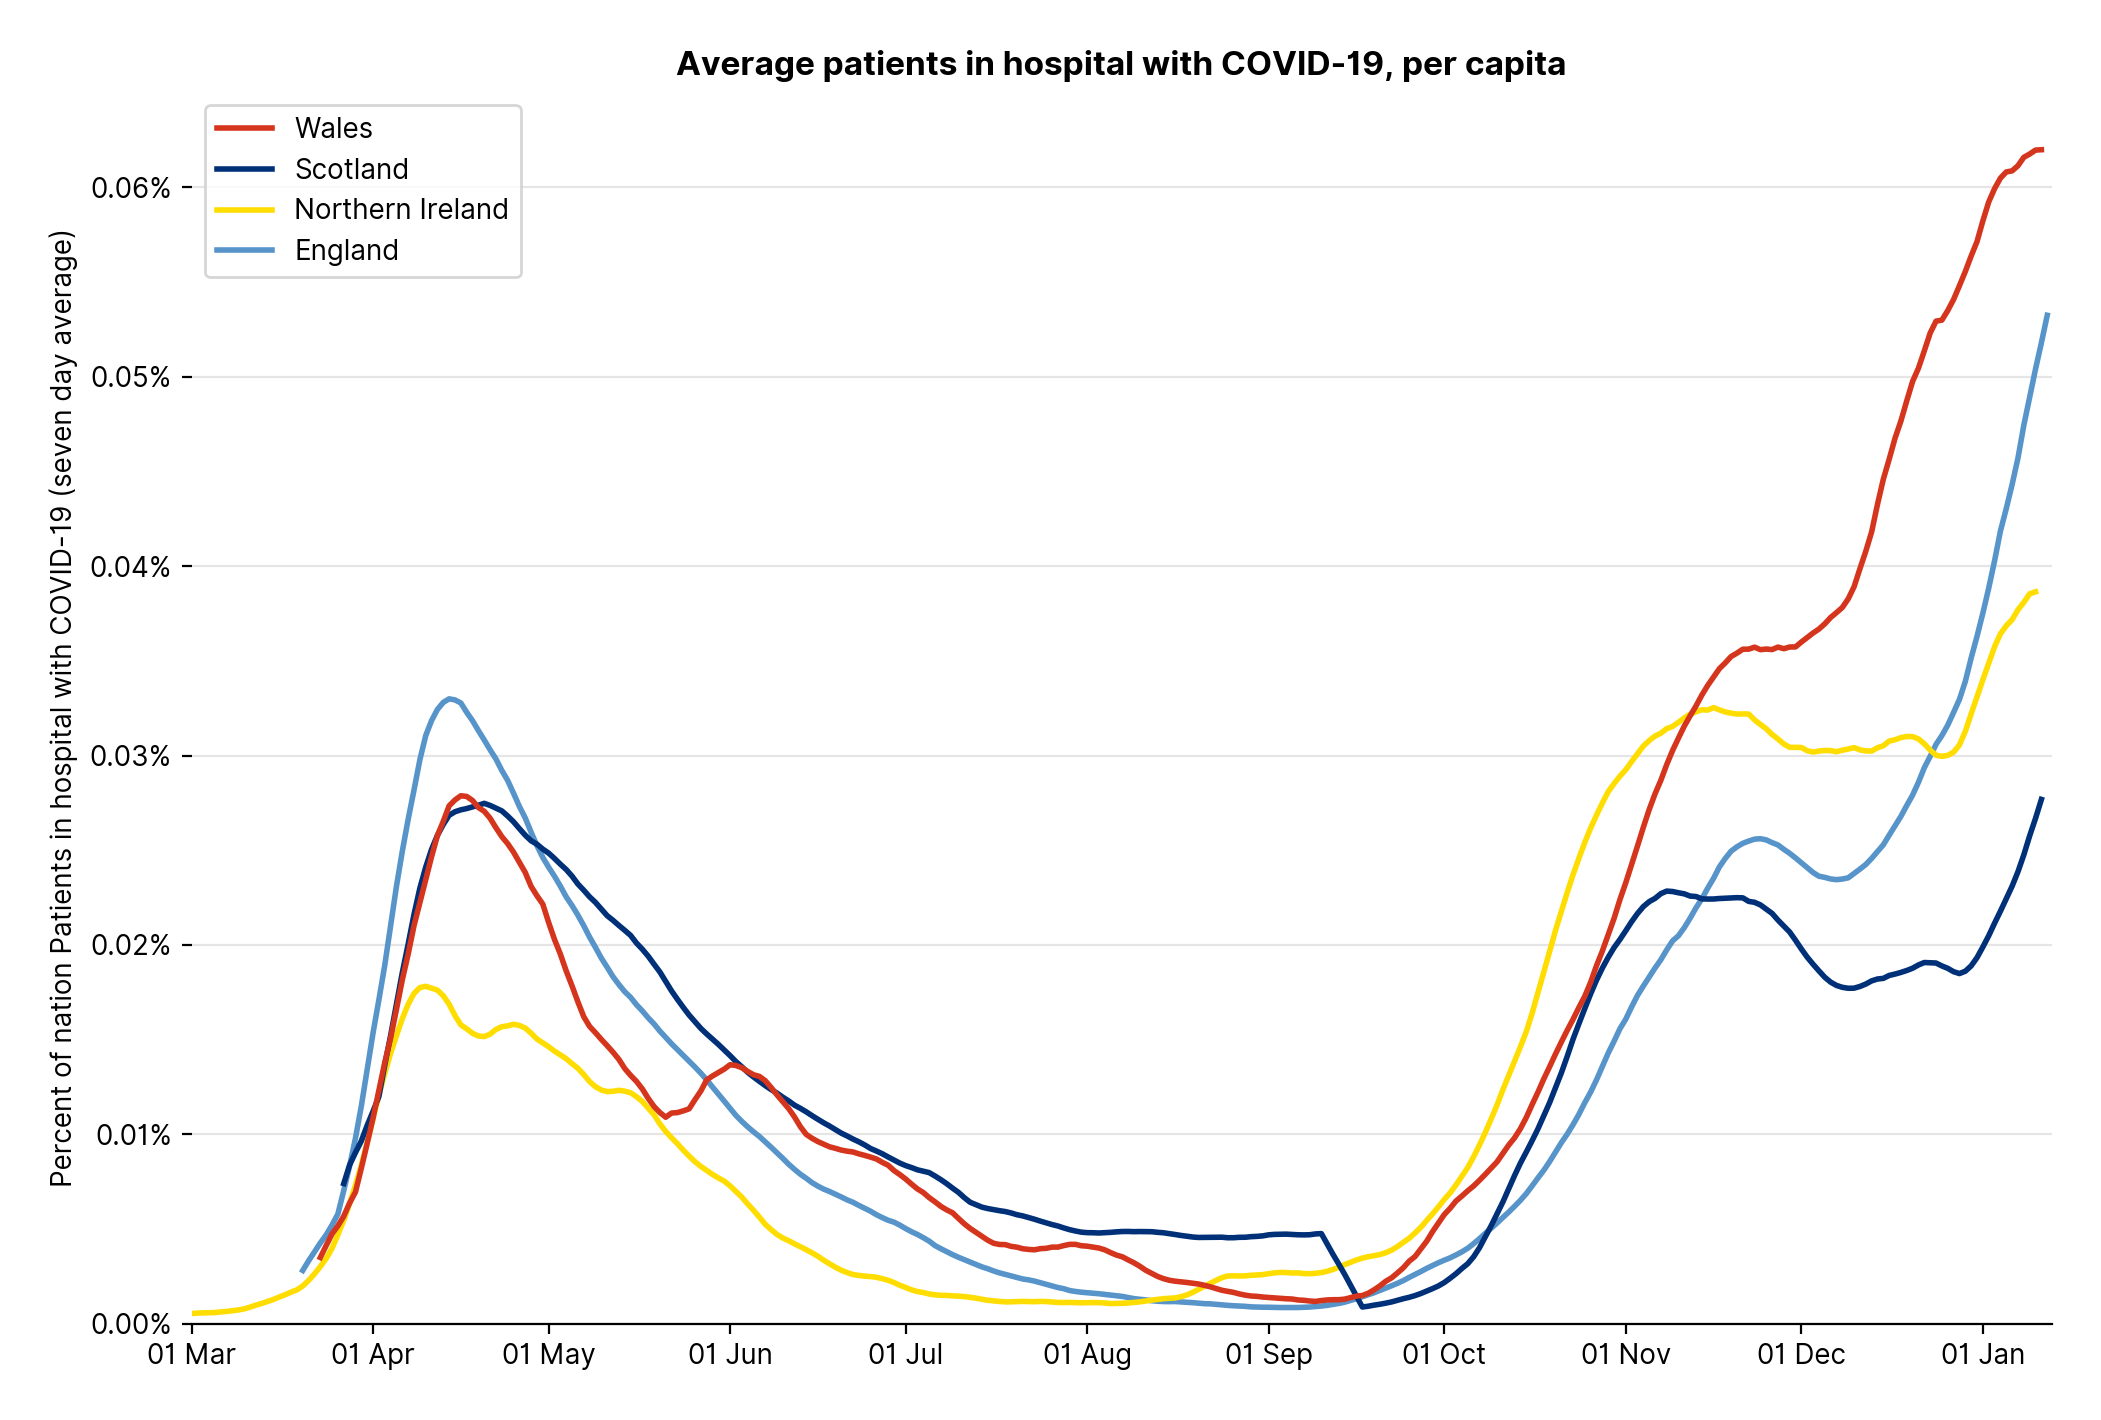 Average patients in hospital with COVID-19, per capita
Wales
Scotland
Northern Ireland
England
Percent of nation Patients in hospital with COVID-19 (seven day average)
0.06%
0.05%
0.04%
0.03%
0.02%
0.01%
0.00%
01 Mar
01 Apr
01 May
01 Jun
01 Jul
01 Aug
01 Sep
01 Oct
01 Nov
01 Dec
01 Jan